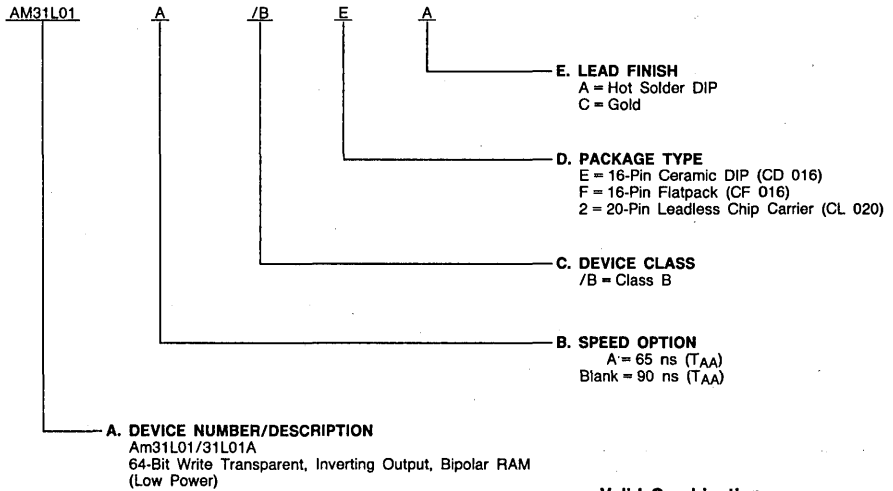 AM31L01 A /B E A
E. LEAD FINISH
A = Hot Solder DIP
C = Gold
D. PACKAGE TYPE
E = 16-Pin Ceramic DIP (CD 016)
F = 16-Pin Flatpack (CF 016)
2 = 20-Pin Leadless Chip Carrier (CL 020)
C. DEVICE CLASS
/B = Class B
B. SPEED OPTION
A = 65 ns (TAA)
Blank = 90 ns (TAA)
A. DEVICE NUMBER/DESCRIPTION
Am31L01/31L01A
64-Bit Write Transparent, Inverting Output, Bipolar RAM
(Low Power)